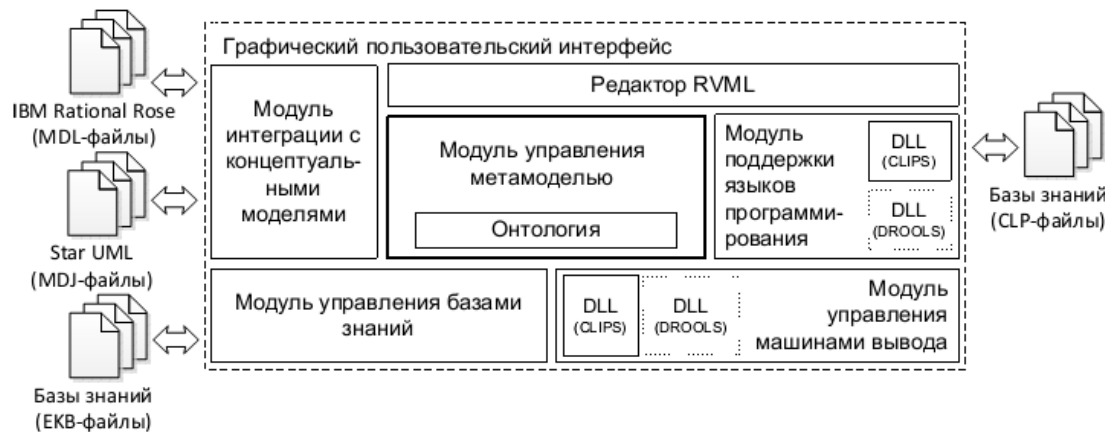 Графический пользовательский интерфейс
IBM Rational Rose
(MDL-файлы)
Star UML
(MDJ-файлы)
Базы знаний
(EKB-файлы)
Модуль
интеграции с
концептуаль-
ными
моделями
Редактор RVML
Модуль управления
метамоделью
Онтология
Модуль
поддержки
языков
программи-
рования
DLL
(CLIPS)
DLL
(DROOLS)
Модуль управления базами
знаний
DLL
(CLIPS)
DLL
(DROOLS)
Модуль
управления
машинами вывода
Базы знаний
(CLP-файлы)